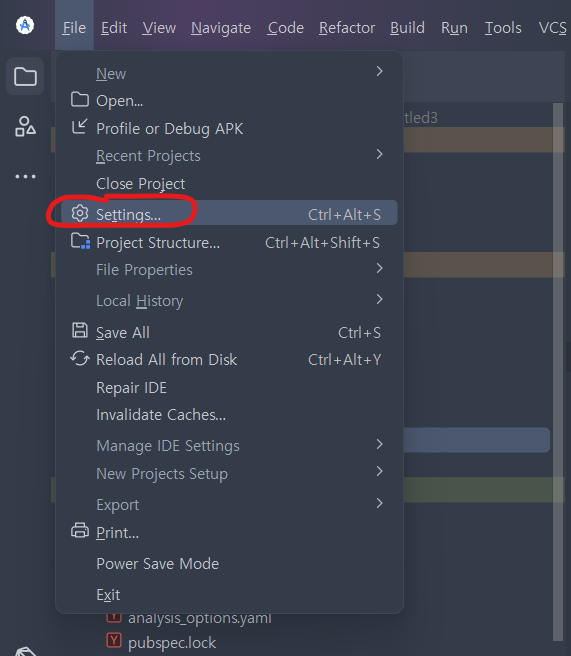 File Edit View Navigate Code Refactor Build Run Tools VCS
New
Open...
tled3
Profile or Debug APK
Recent Projects
Close Project
Settings... Ctrl+Alt+S
Project Structure... Ctrl+Alt+Shift+S
File Properties
Local History
Save All Ctrl+S
Reload All from Disk Ctrl+Alt+Y
Repair IDE
Invalidate Caches...
Manage IDE Settings
New Projects Setup
Export
Print...
Power Save Mode
Exit
analysis_options.yaml
pubspec.lock